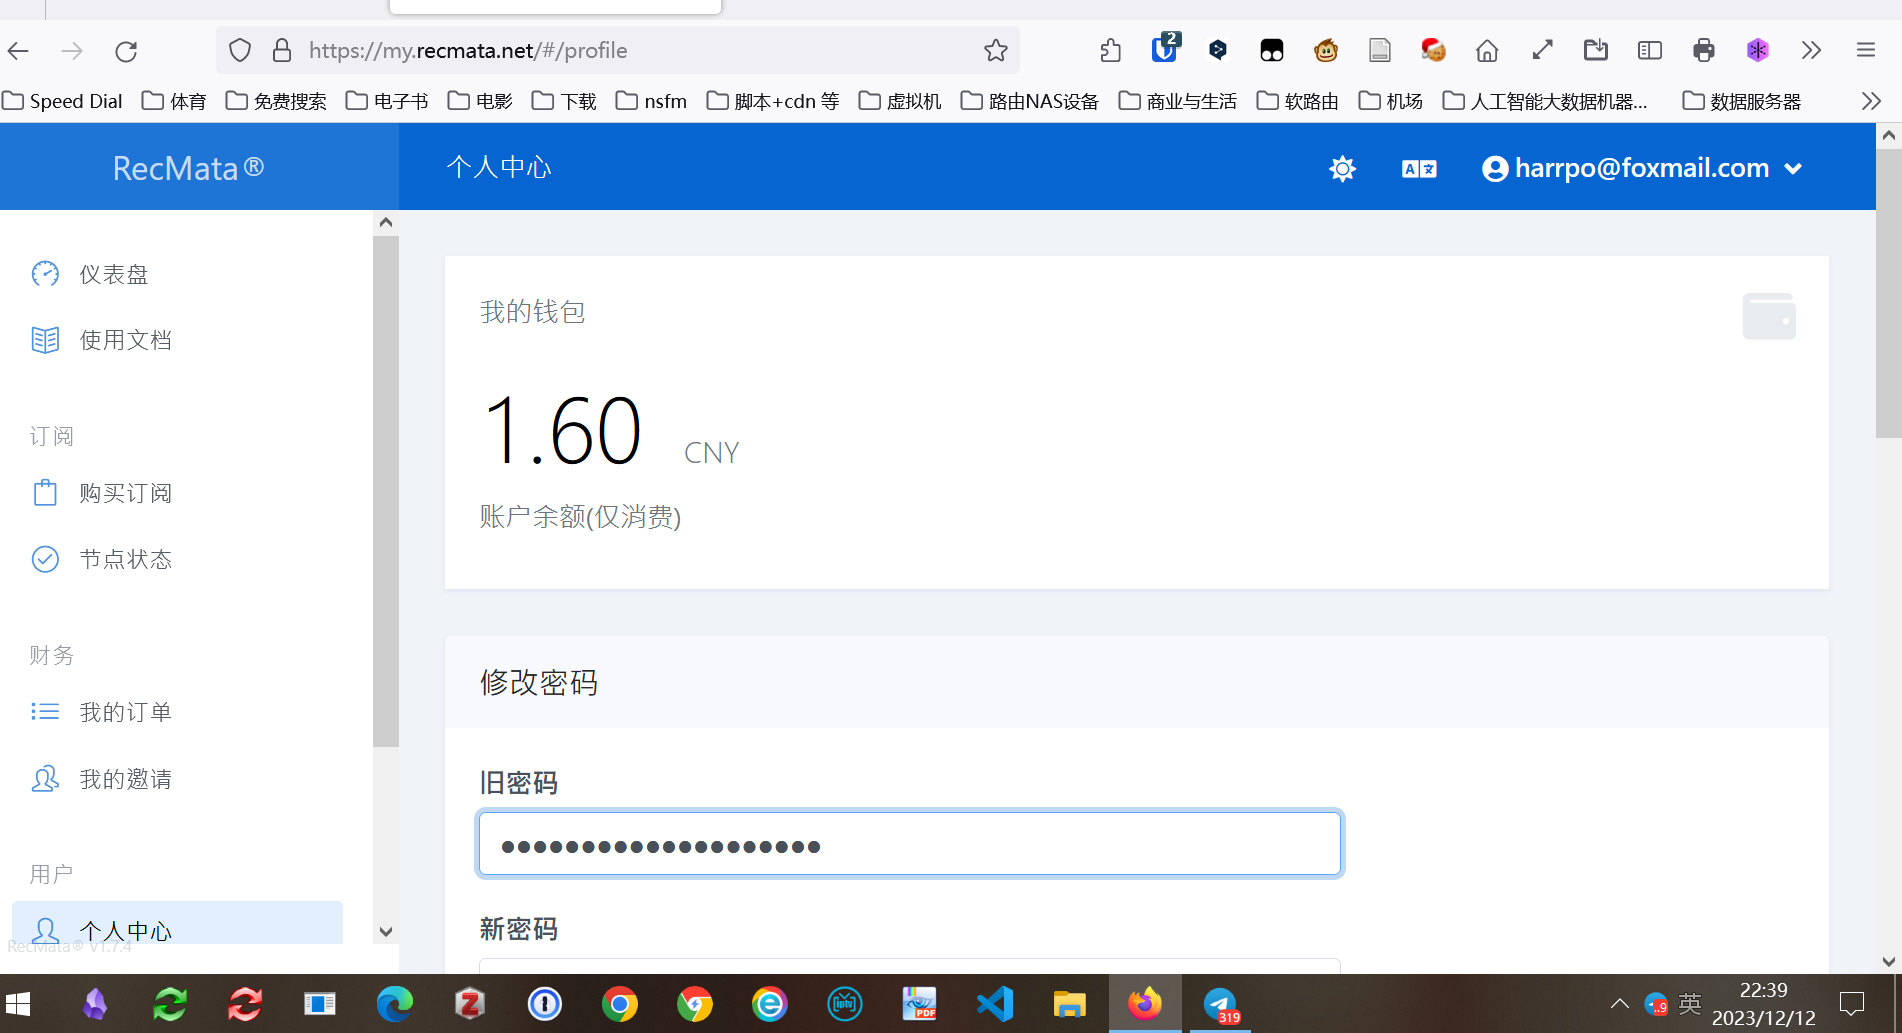 https://my.recmata.net/#/profile
2
Speed Dial 体育 免费搜索 电子书 电影 下载 nsfm 脚本+cdn 等 虚拟机 路由NAS设备 商业与生活 软路由 机场 人工智能大数据机器... 数据服务器
RecMata®
个人中心
harrpo@foxmail.com
仪表盘
使用文档
订阅
购买订阅
节点状态
财务
我的订单
我的邀请
用户
个人中心
RecMata® v1.7.4
我的钱包
1.60 CNY
账户余额(仅消费)
修改密码
旧密码
新密码
iptv
PDF
319
..9
英
22:39
2023/12/12